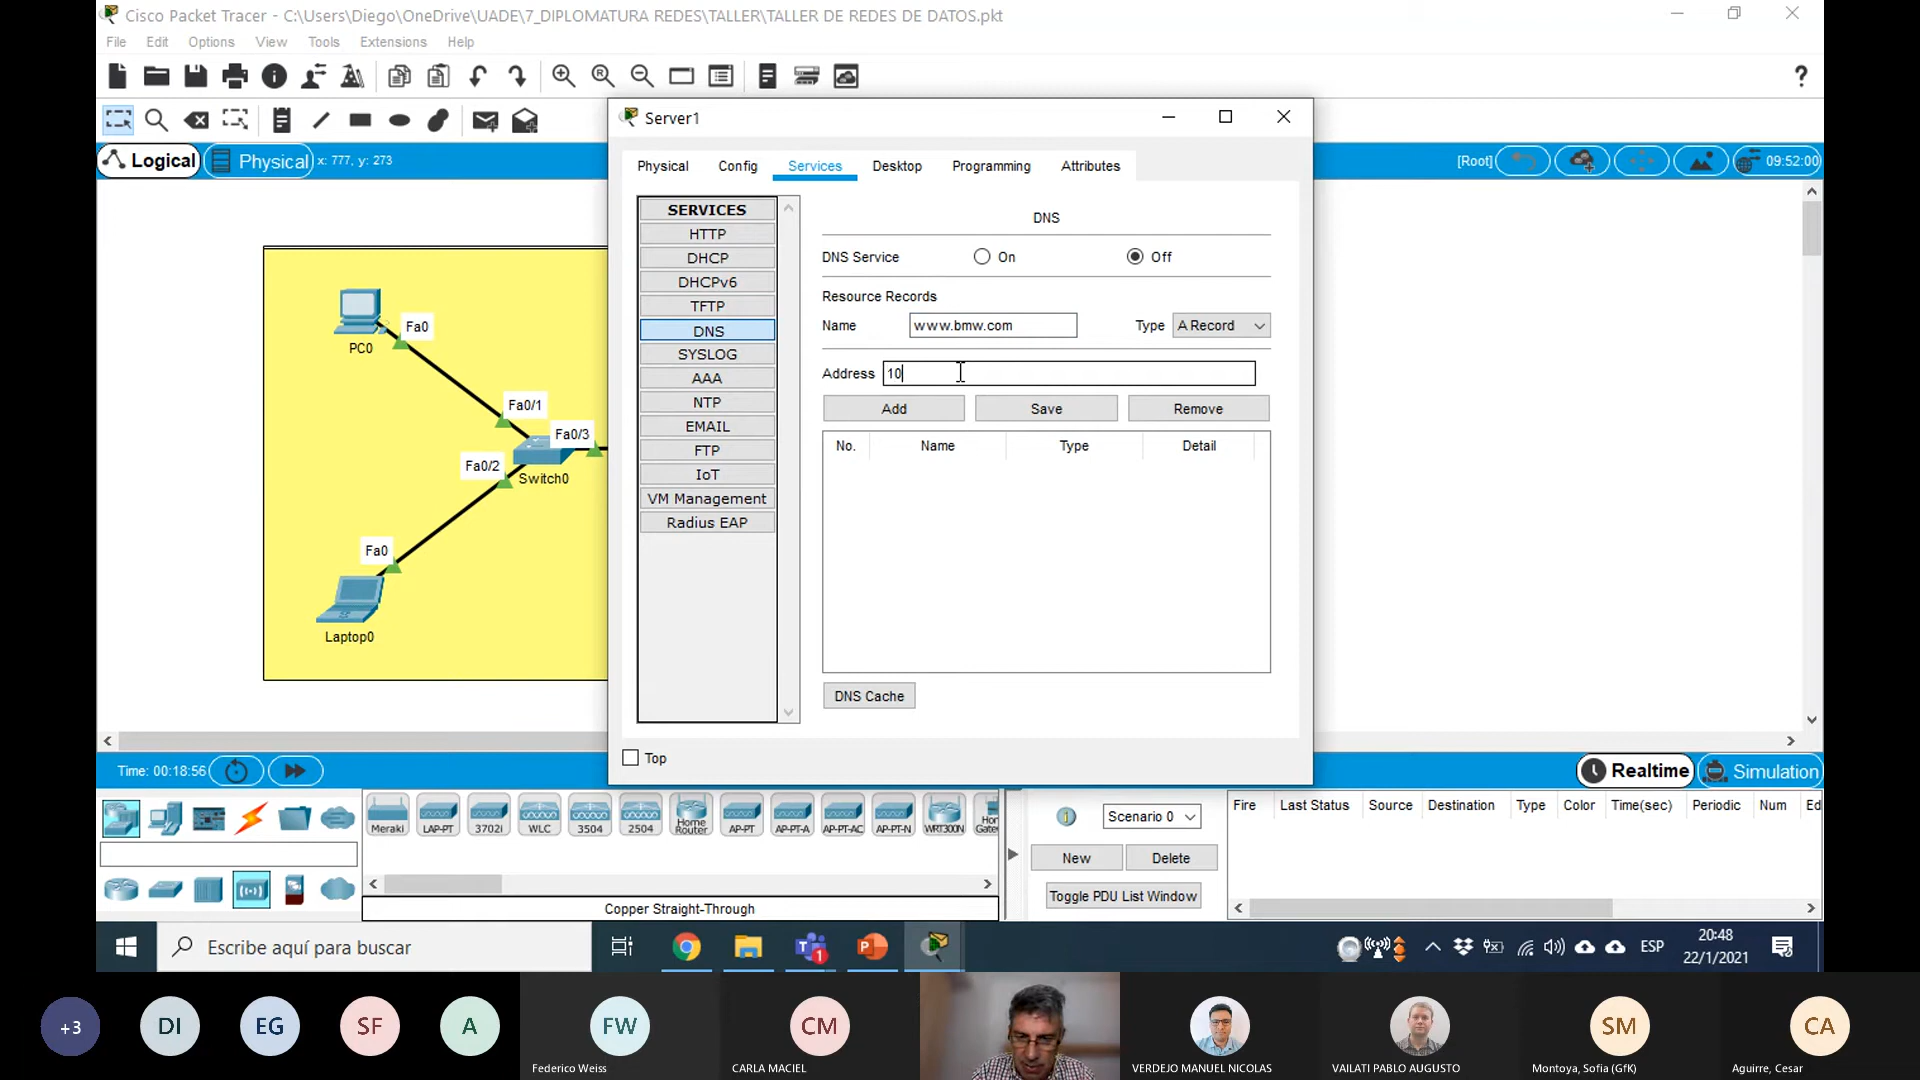 Cisco Packet Tracer - C:\Users\Diego\OneDrive\UADE\7_DIPLOMATURA REDES\TALLER\TALLER DE REDES DE DATOS.pkt
File Edit Options View Tools Extensions Help
?
Logical Physical x: 777, y: 273
[Root] 09:52:00
Server1
Physical Config Services Desktop Programming Attributes
SERVICES
HTTP
DHCP
DHCPv6
TFTP
DNS
SYSLOG
AAA
NTP
EMAIL
FTP
IoT
VM Management
Radius EAP
DNS
DNS Service On Off
Resource Records
Name www.bmw.com Type A Record
Address 10
Add Save Remove
No. Name Type Detail
DNS Cache
Top
Fa0
PC0
Fa0/1
Fa0/3
Fa0/2
Switch0
Fa0
Laptop0
Time: 00:18:56
Realtime Simulation
Meraki LAP-PT 3702i WLC 3504 2504 Home Router AP-PT AP-PT-A AP-PT-AC AP-PT-N WRT300N Hom Gate
Copper Straight-Through
Scenario 0
New Delete
Toggle PDU List Window
Fire Last Status Source Destination Type Color Time(sec) Periodic Num Ed
Escribe aquí para buscar
1
ESP
20:48
22/1/2021
+3 DI EG SF A FW CM SM CA
Federico Weiss CARLA MACIEL VERDEJO MANUEL NICOLAS VAILATI PABLO AUGUSTO Montoya, Sofia (GfK) Aguirre, Cesar